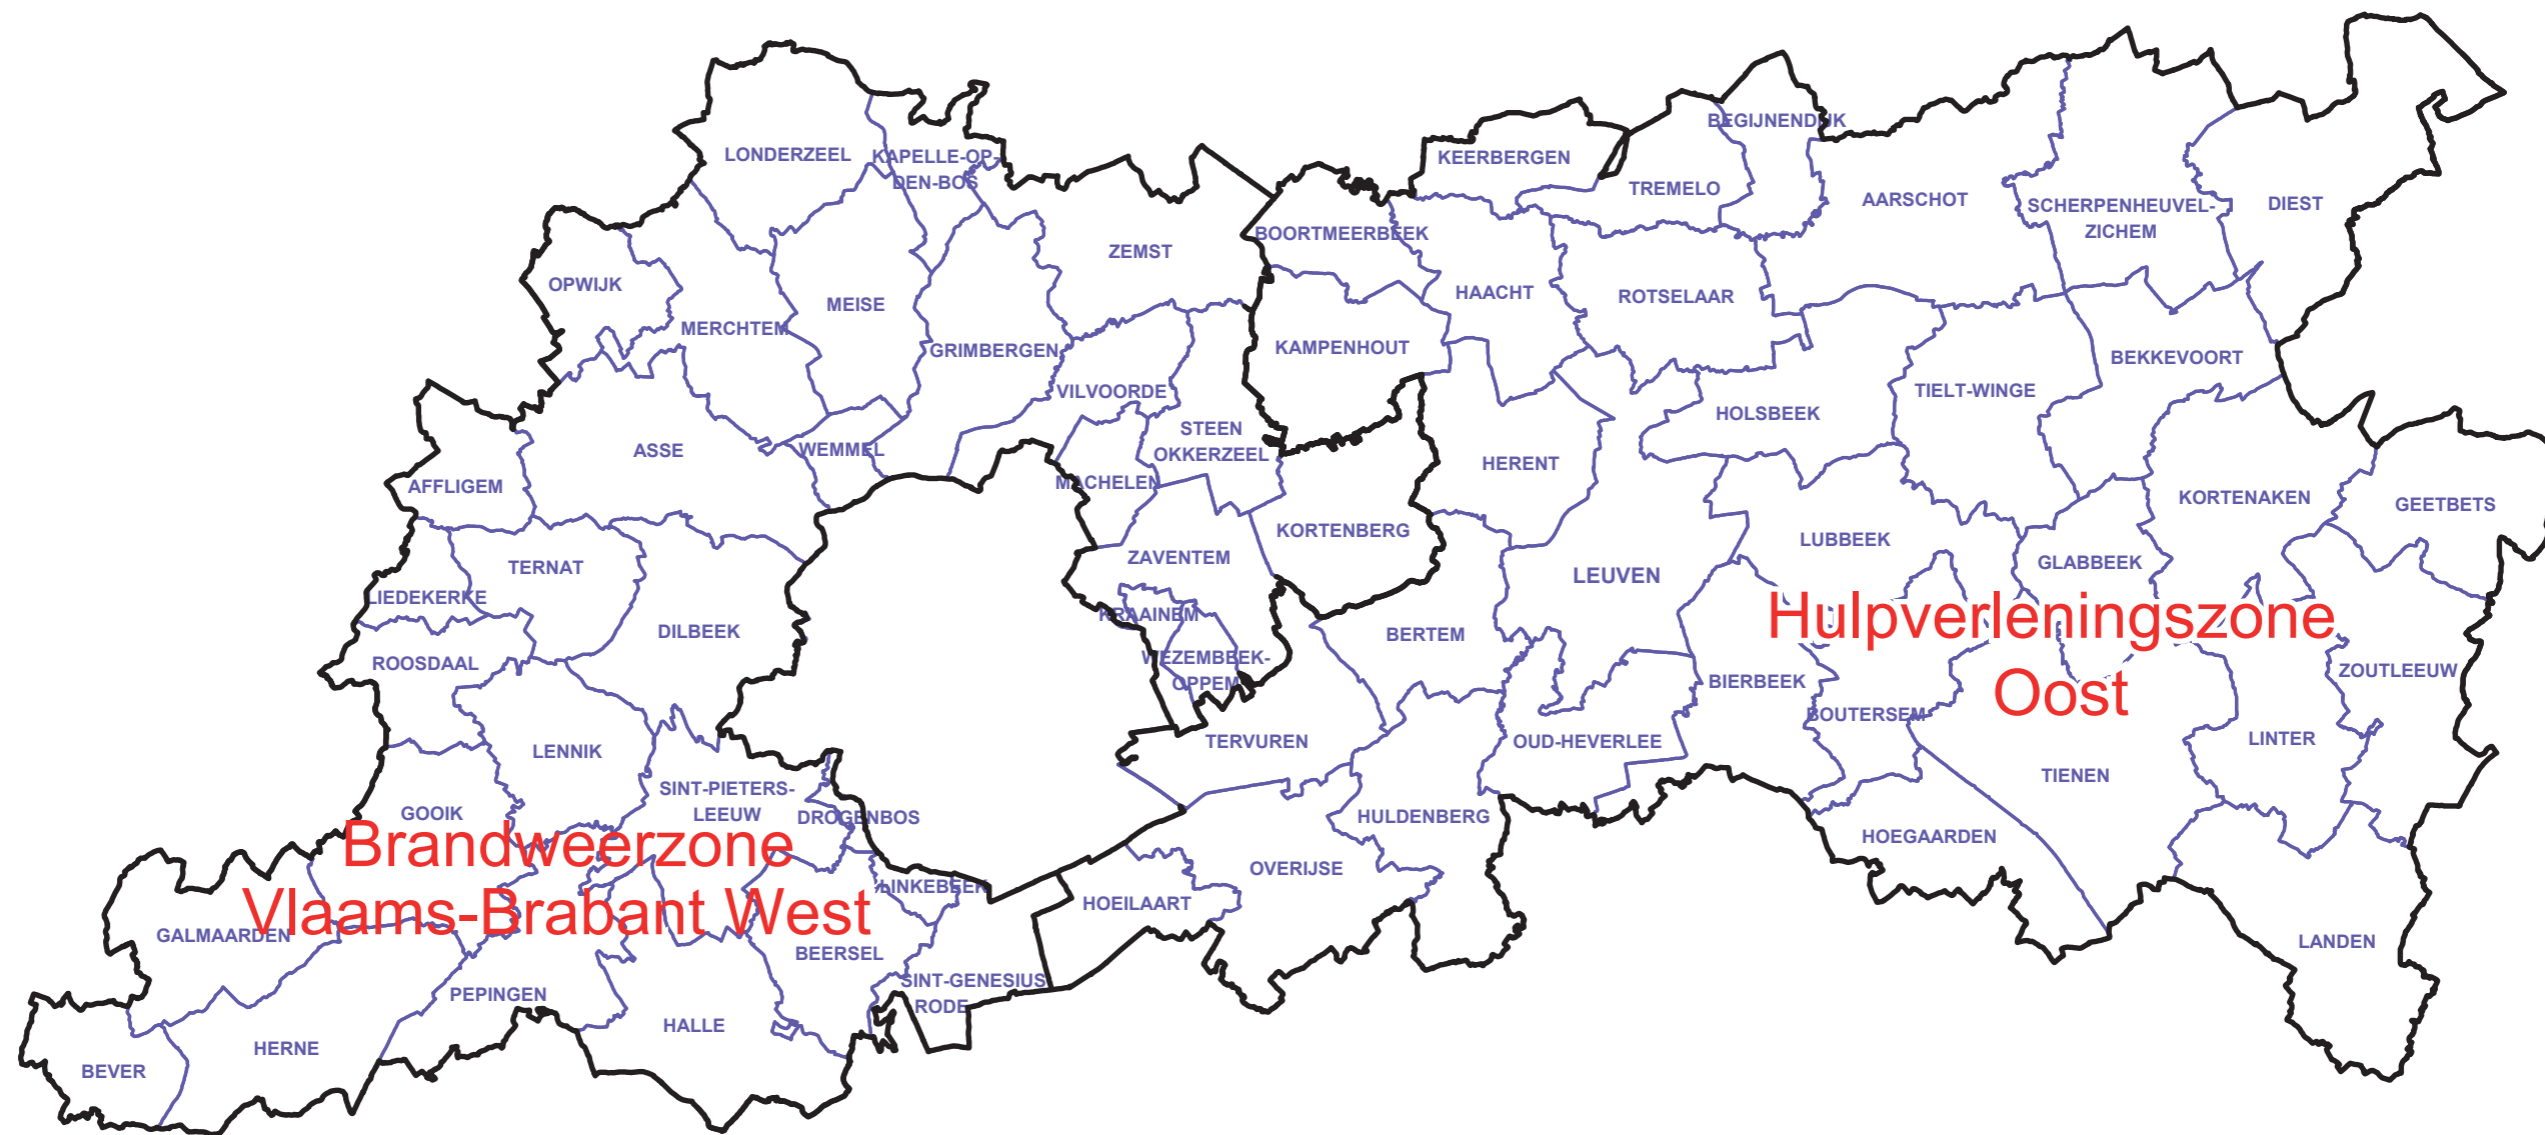 LONDERZEEL
KAPELLE-OP-
DEN-BOS
KEERBERGEN
BEGIJNENDIJK
TREMELO
AARSCHOT
SCHERPENHEUVEL-
ZICHEM
DIEST
OPWIJK
MERCHTEM
MEISE
GRIMBERGEN
ZEMST
BOORTMEERBEEK
HAACHT
ROTSELAAR
KAMPENHOUT
BEKKEVOORT
TIELT-WINGE
HOLSBEEK
VILVOORDE
STEEN
OKKERZEEL
ASSE
WEMMEL
AFFLIGEM
MACHELEN
HERENT
KORTENAKEN
GEETBETS
KORTENBERG
LUBBEEK
GLABBEEK
ZAVENTEM
TERNAT
LEUVEN
LIEDEKERKE
KRAAINEM
DILBEEK
BERTEM
Hulpverleningszone
Oost
ROOSDAAL
WEZEMBEEK-
OPPEM
BIERBEEK
BOUTERSEM
ZOUTLEEUW
LENNIK
TERVUREN
OUD-HEVERLEE
LINTER
TIENEN
SINT-PIETERS-
LEEUW
GOOIK
DROGENBOS
HULDENBERG
HOEGAARDEN
Brandweerzone
Vlaams-Brabant West
OVERIJSE
LINKEBEEK
HOEILAART
GALMAARDEN
BEERSEL
LANDEN
SINT-GENESIUS
RODE
PEPINGEN
HALLE
HERNE
BEVER